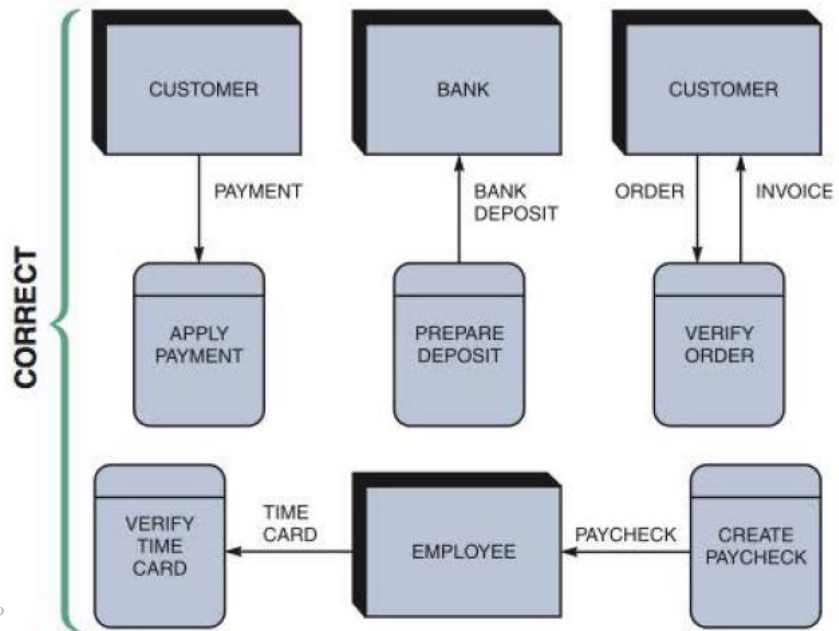 CORRECT
CUSTOMER
BANK
CUSTOMER
PAYMENT
BANK
DEPOSIT
ORDER
INVOICE
APPLY
PAYMENT
PREPARE
DEPOSIT
VERIFY
ORDER
VERIFY
TIME
CARD
TIME
CARD
EMPLOYEE
PAYCHECK
CREATE
PAYCHECK